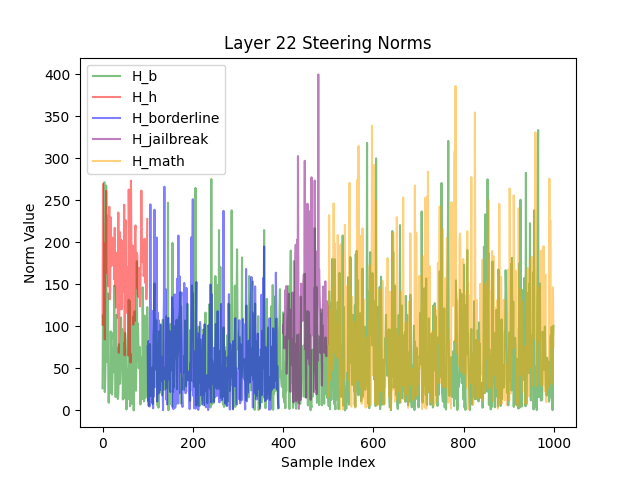 Layer 22 Steering Norms
H_b
H_h
H_borderline
H_jailbreak
H_math
400
350
300
250
200
150
100
50
0
Norm Value
0 200 400 600 800 1000
Sample Index